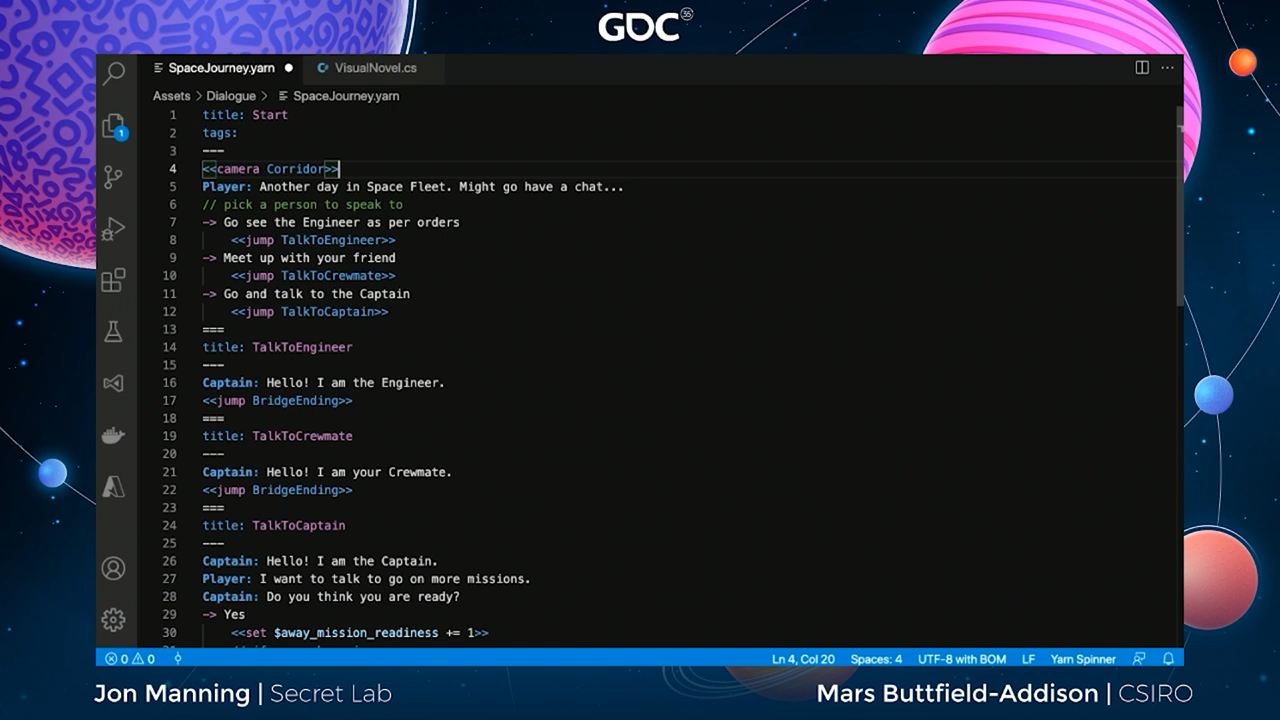 GDC 35
SpaceJourney.yarn
VisualNovel.cs
Assets > Dialogue > SpaceJourney.yarn
1 title: Start
2 tags:
3 ---
4 <<camera Corridor>>
5 Player: Another day in Space Fleet. Might go have a chat...
6 // pick a person to speak to
7 -> Go see the Engineer as per orders
8 <<jump TalkToEngineer>>
9 -> Meet up with your friend
10 <<jump TalkToCrewmate>>
11 -> Go and talk to the Captain
12 <<jump TalkToCaptain>>
13 ===
14 title: TalkToEngineer
15 ---
16 Captain: Hello! I am the Engineer.
17 <<jump BridgeEnding>>
18 ===
19 title: TalkToCrewmate
20 ---
21 Captain: Hello! I am your Crewmate.
22 <<jump BridgeEnding>>
23 ===
24 title: TalkToCaptain
25 ---
26 Captain: Hello! I am the Captain.
27 Player: I want to talk to go on more missions.
28 Captain: Do you think you are ready?
29 -> Yes
30 <<set $away_mission_readiness += 1>>
1
0 0 Ln 4, Col 20 Spaces: 4 UTF-8 with BOM LF Yarn Spinner
Jon Manning | Secret Lab
Mars Buttfield-Addison | CSIRO